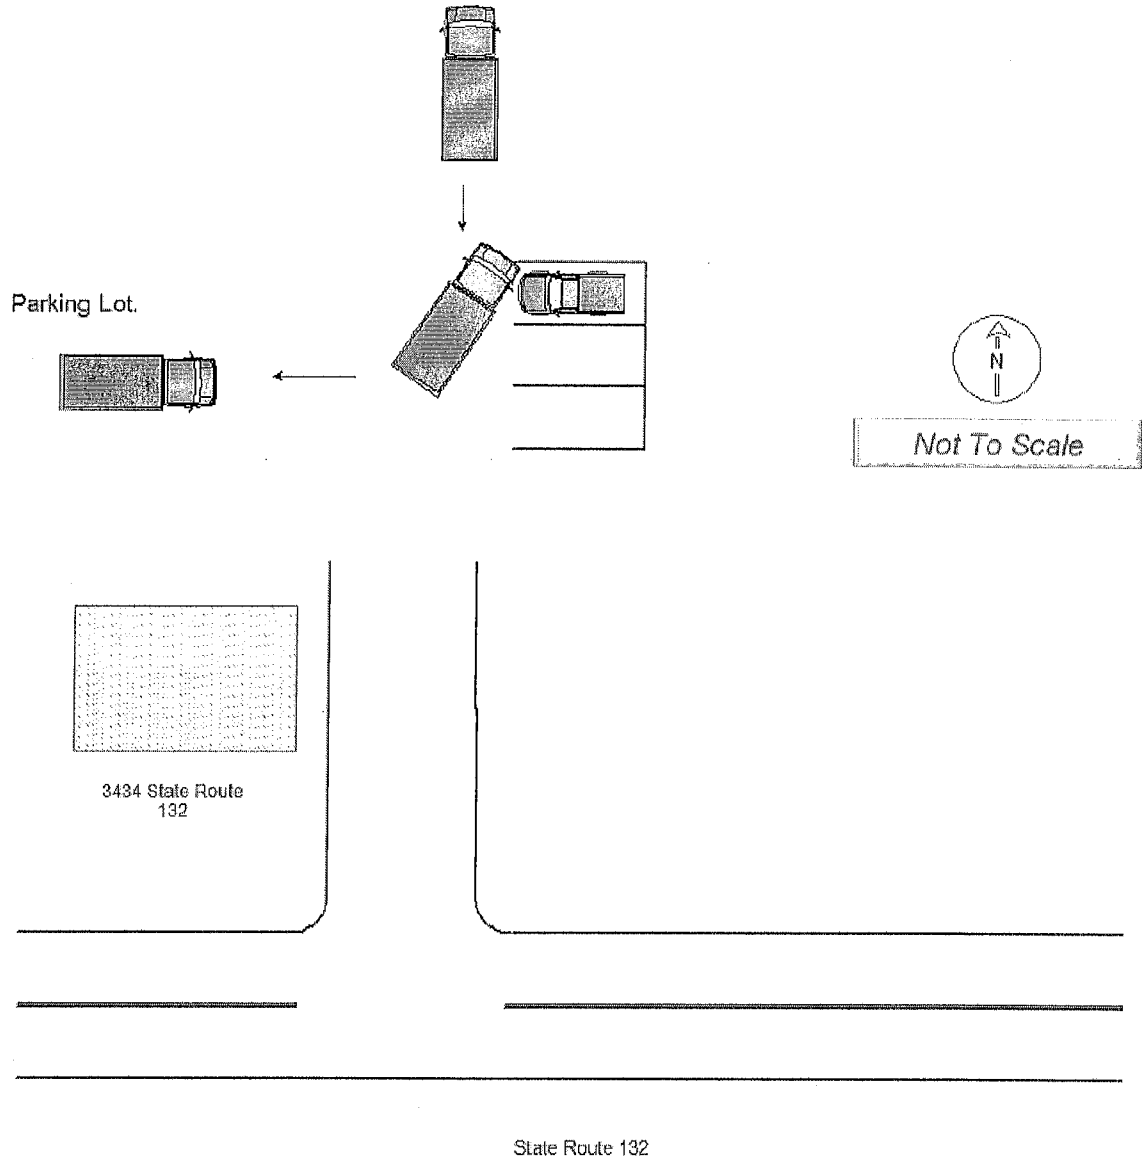 Parking Lot.
N
Not To Scale
3434 State Route
132
State Route 132